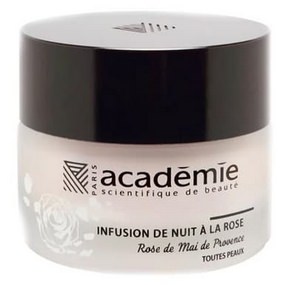 PARIS
académie
scientifique de beauté
INFUSION DE NUIT À LA ROSE
Rose de Mai de Provence
TOUTES PEAUX